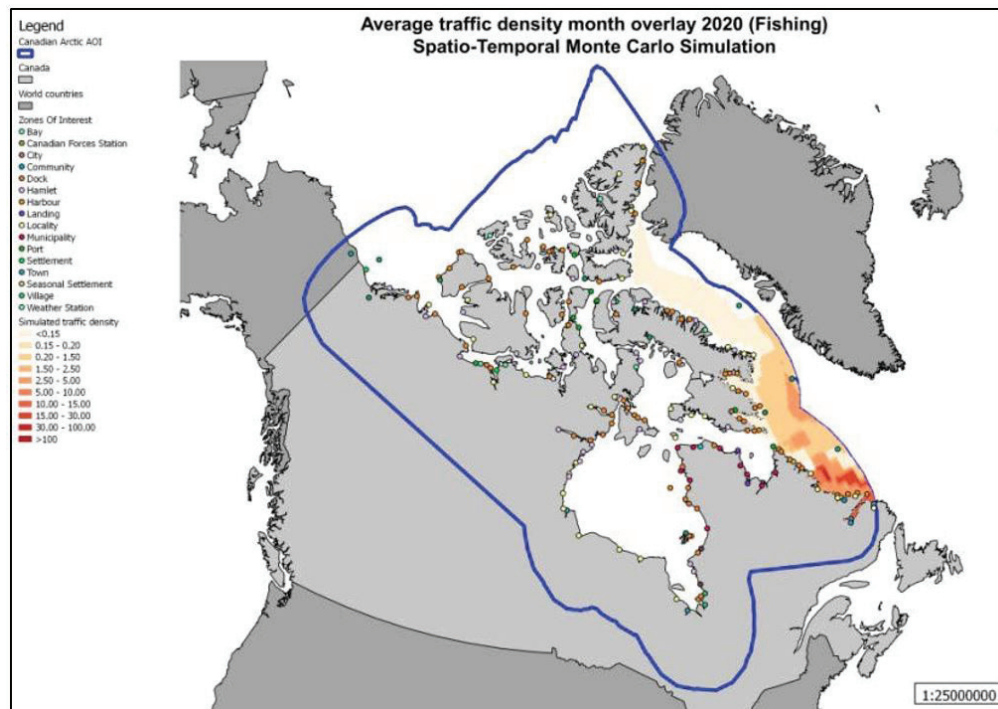 Average traffic density month overlay 2020 (Fishing)
Spatio-Temporal Monte Carlo Simulation
Legend
Canadian Arctic AOI
Canada
World countries
Zones Of Interest
Bay
Canadian Forces Station
City
Community
Dock
Hamlet
Harbour
Landing
Locality
Municipality
Port
Settlement
Town
Seasonal Settlement
Village
Weather Station
Simulated traffic density
<0.15
0.15 - 0.20
0.20 - 1.50
1.50 - 2.50
2.50 - 5.00
5.00 - 10.00
10.00 - 15.00
15.00 - 30.00
30.00 - 100.00
>100
1:25000000